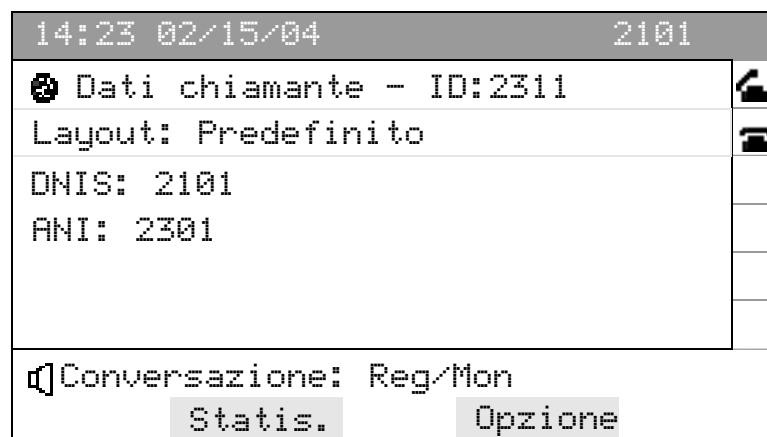 14:23 02/15/04 2101
Dati chiamante - ID:2311
Layout: Predefinito
DNIS: 2101
ANI: 2301
Conversazione: Reg/Mon
Statis. Opzione